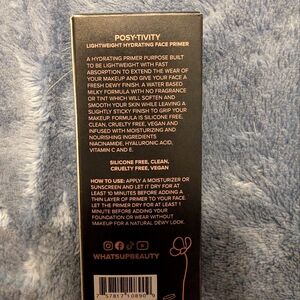 POSY-TIVITY
LIGHTWEIGHT HYDRATING FACE PRIMER
A HYDRATING PRIMER PURPOSE BUILT
TO BE LIGHTWEIGHT WITH FAST
ABSORPTION TO EXTEND THE WEAR OF
YOUR MAKEUP AND GIVE YOUR FACE A
FRESH DEWY FINISH. A WATER BASED
MILKY FORMULA WITH NO FRAGRANCE
OR TINT WHICH WILL SOFTEN AND
SMOOTH YOUR SKIN WHILE LEAVING A
SLIGHTLY STICKY FINISH TO GRIP YOUR
MAKEUP. FORMULA IS SILICONE FREE,
CLEAN, CRUELTY FREE, VEGAN AND
INFUSED WITH MOISTURIZING AND
NOURISHING INGREDIENTS
NIACINAMIDE, HYALURONIC ACID,
VITAMIN C AND E.
SILICONE FREE, CLEAN,
CRUELTY FREE, VEGAN
HOW TO USE: APPLY A MOISTURIZER OR
SUNSCREEN AND LET IT DRY FOR AT LEAST
10 MINUTES BEFORE ADDING A
THIN LAYER OF PRIMER TO YOUR FACE.
LET THE PRIMER DRY FOR AT LEAST 1
MINUTE BEFORE ADDING YOUR
FOUNDATION OR WEAR WITHOUT
MAKEUP FOR A NATURAL DEWY LOOK.
WHATSUPBEAUTY
7 57817 10890 9